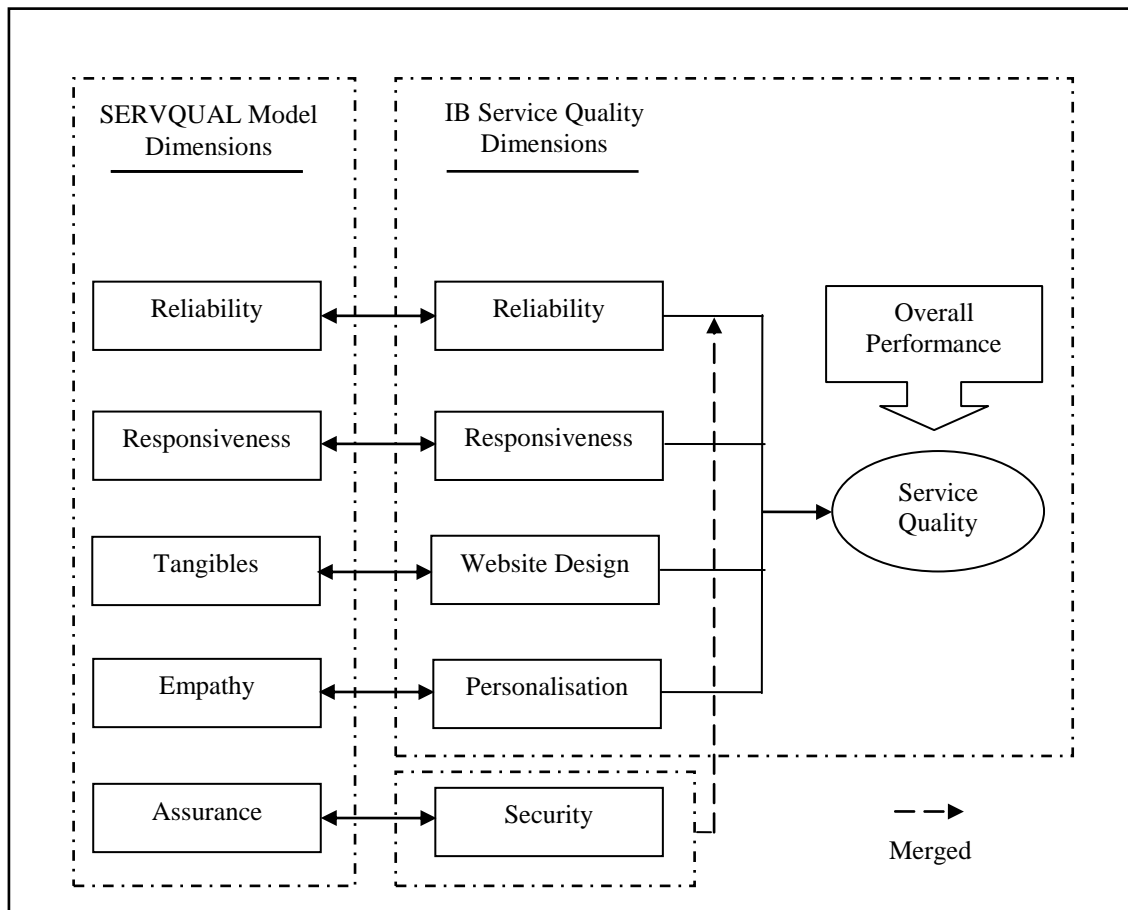 SERVQUAL Model
Dimensions
IB Service Quality
Dimensions
Reliability
Reliability
Overall
Performance
Responsiveness
Responsiveness
Service
Quality
Tangibles
Website Design
Empathy
Personalisation
Assurance
Security
Merged